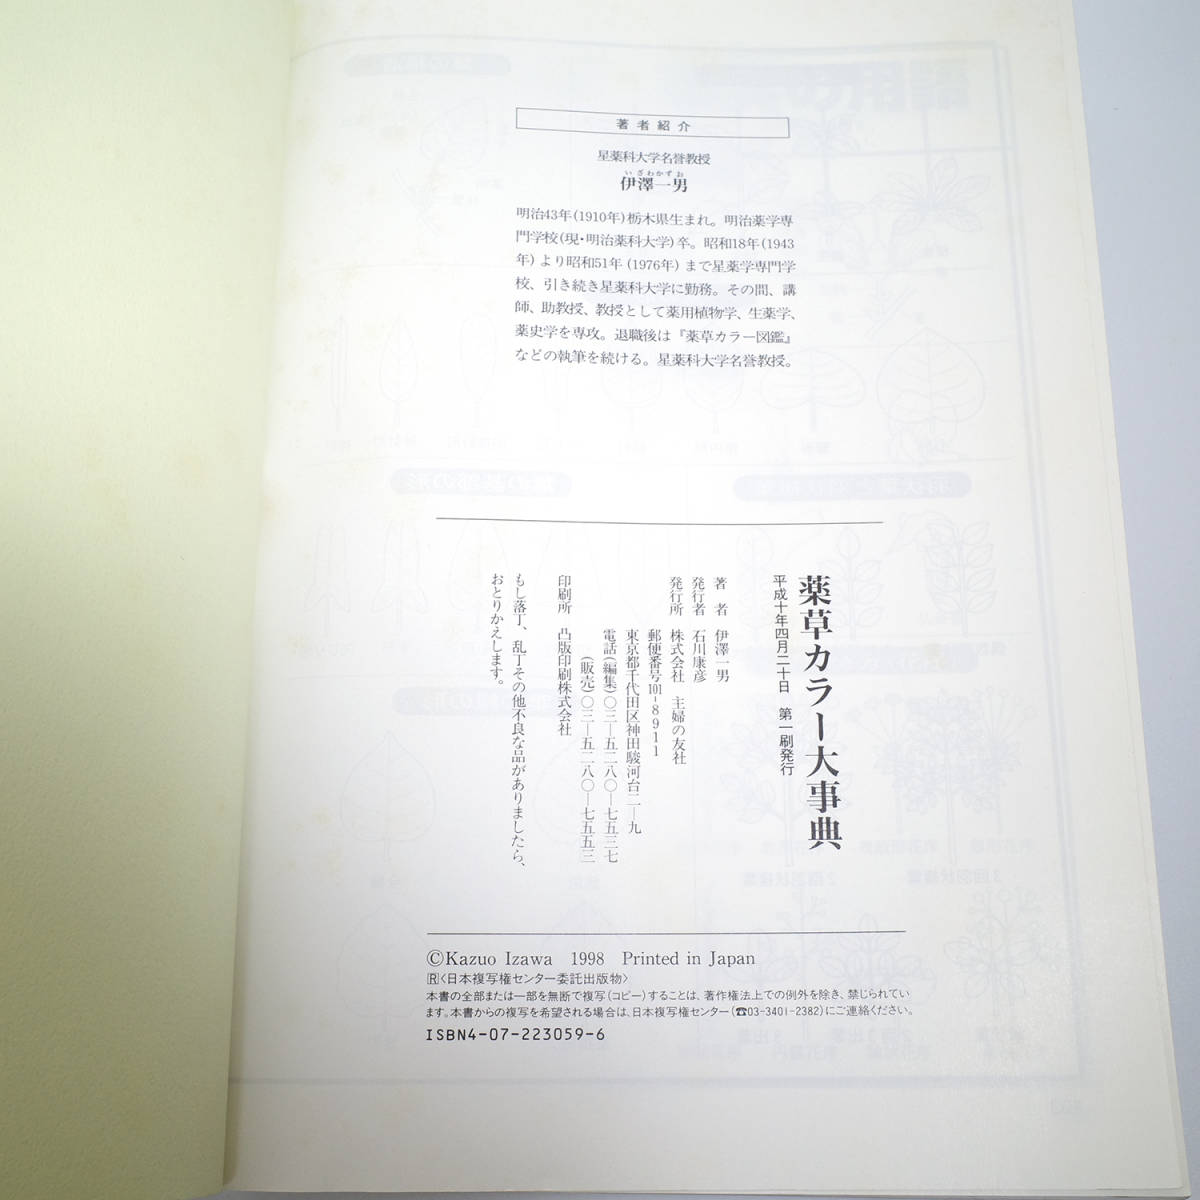 著者紹介
星薬科大学名誉教授
いざわかずお
伊澤一男
明治43年(1910年)栃木県生まれ。明治薬学専
門学校(現・明治薬科大学)卒。昭和18年(1943
年)より昭和51年(1976年)まで星薬学専門学
校、引き続き星薬科大学に勤務。その間、講
師、助教授、教授として薬用植物学、生薬学、
薬史学を専攻。退職後は『薬草カラー図鑑』
などの執筆を続ける。星薬科大学名誉教授。
薬草カラー大事典
平成十年四月二十日 第一刷発行
著者 伊澤一男
発行者 石川康彦
発行所 株式会社 主婦の友社
郵便番号101-8911
東京都千代田区神田駿河台二―九
電話(編集)〇三―五二八〇―七五三七
(販売)〇三―五二八〇―七五五三
印刷所 凸版印刷株式会社
もし落丁、乱丁その他不良な品がありましたら、
おとりかえします。
©Kazuo Izawa 1998 Printed in Japan
Ⓡ〈日本複写権センター委託出版物〉
本書の全部または一部を無断で複写(コピー)することは、著作権法上での例外を除き、禁じられてい
ます。本書からの複写を希望される場合は、日本複写権センター(☎03-3401-2382)にご連絡ください。
ISBN4-07-223059-6